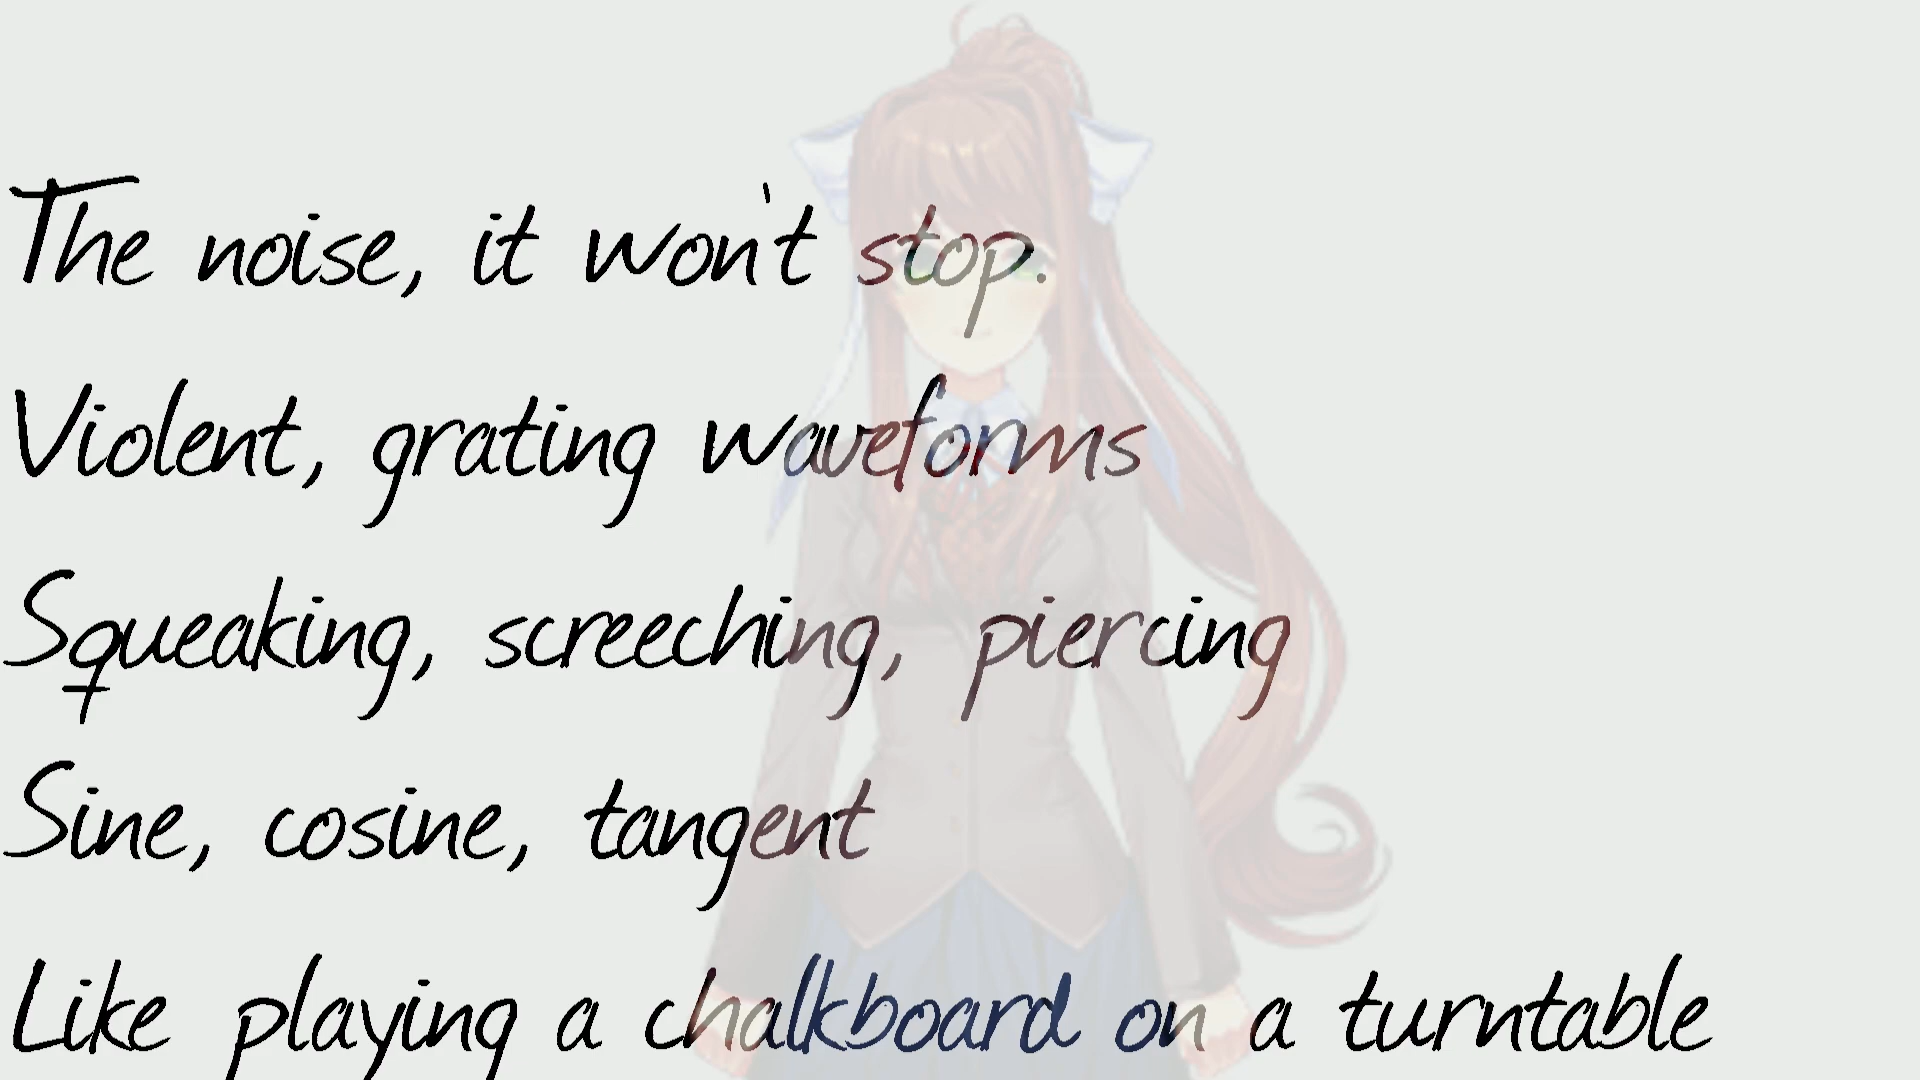 The noise, it won't stop.
Violent, grating waveforms
Squeaking, screeching, piercing
Sine, cosine, tangent
Like playing a chalkboard on a turntable